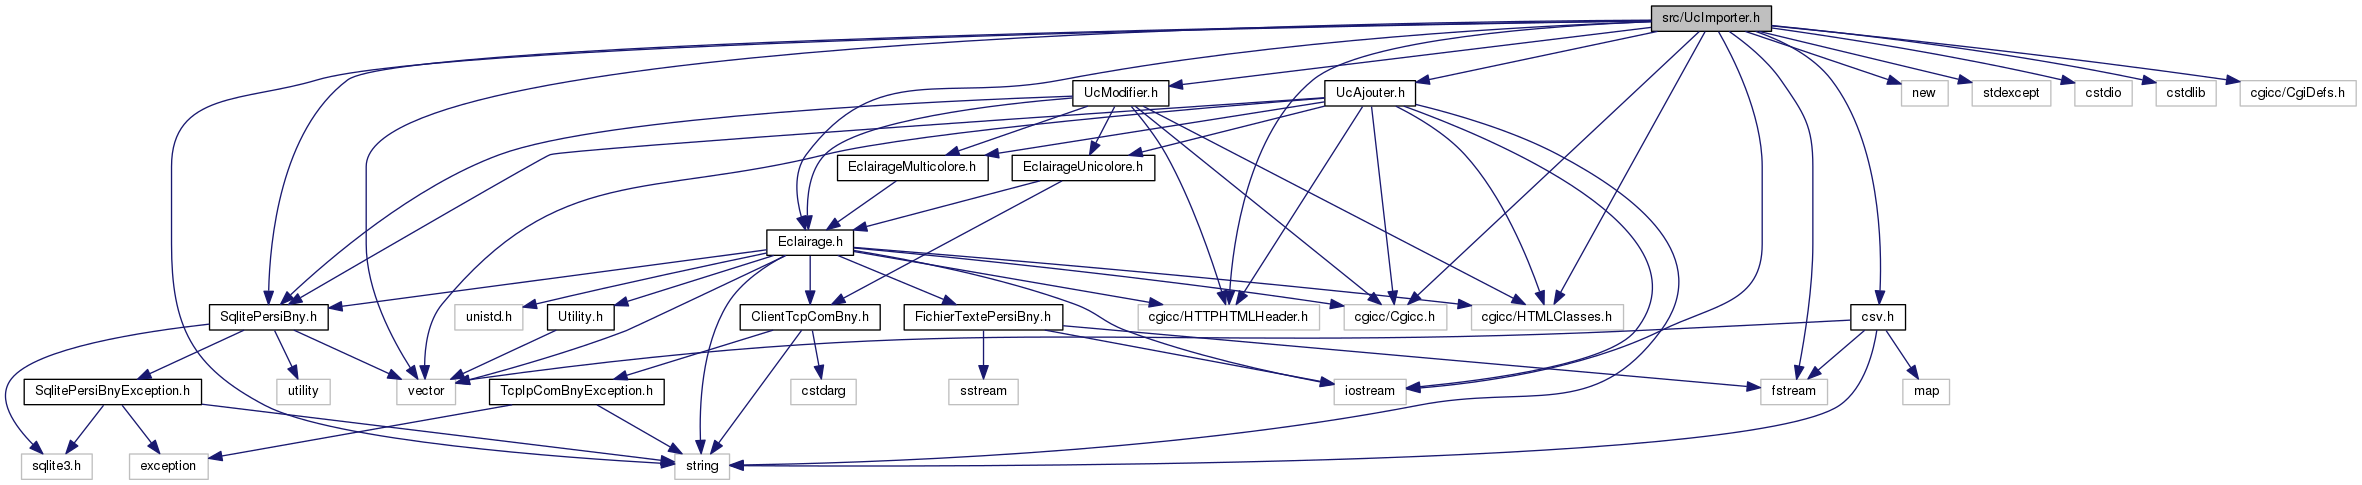 src/UcImporter.h
UcModifier.h
UcAjouter.h
new
stdexcept
cstdio
cstdlib
cgicc/CgiDefs.h
EclairageMulticolore.h
EclairageUnicolore.h
Eclairage.h
SqlitePersiBny.h
unistd.h
Utility.h
ClientTcpComBny.h
FichierTextePersiBny.h
cgicc/HTTPHTMLHeader.h
cgicc/Cgicc.h
cgicc/HTMLClasses.h
csv.h
SqlitePersiBnyException.h
utility
vector
TcpIpComBnyException.h
cstdarg
sstream
iostream
fstream
map
sqlite3.h
exception
string